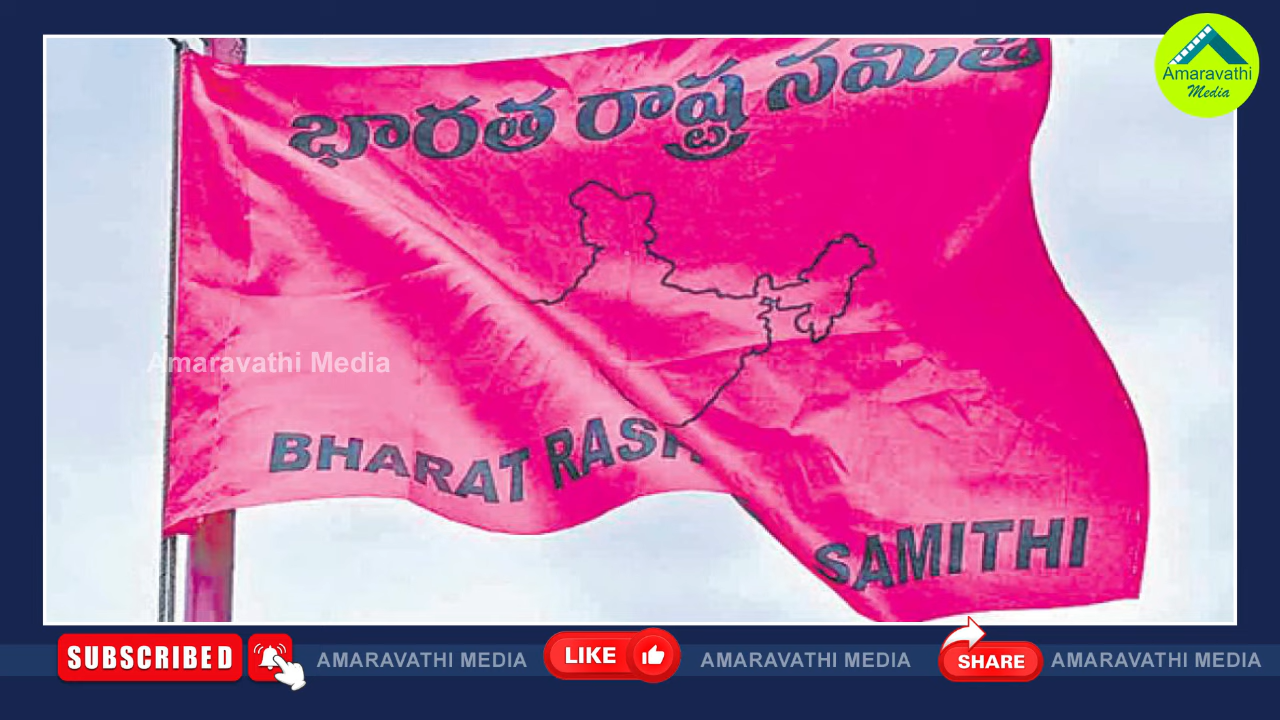 Amaravathi
Media
భారత రాష్ట్ర సమితి
Amaravathi Media
BHARAT RASH
SAMITHI
SUBSCRIBED AMARAVATHI MEDIA LIKE AMARAVATHI MEDIA SHARE AMARAVATHI MEDIA